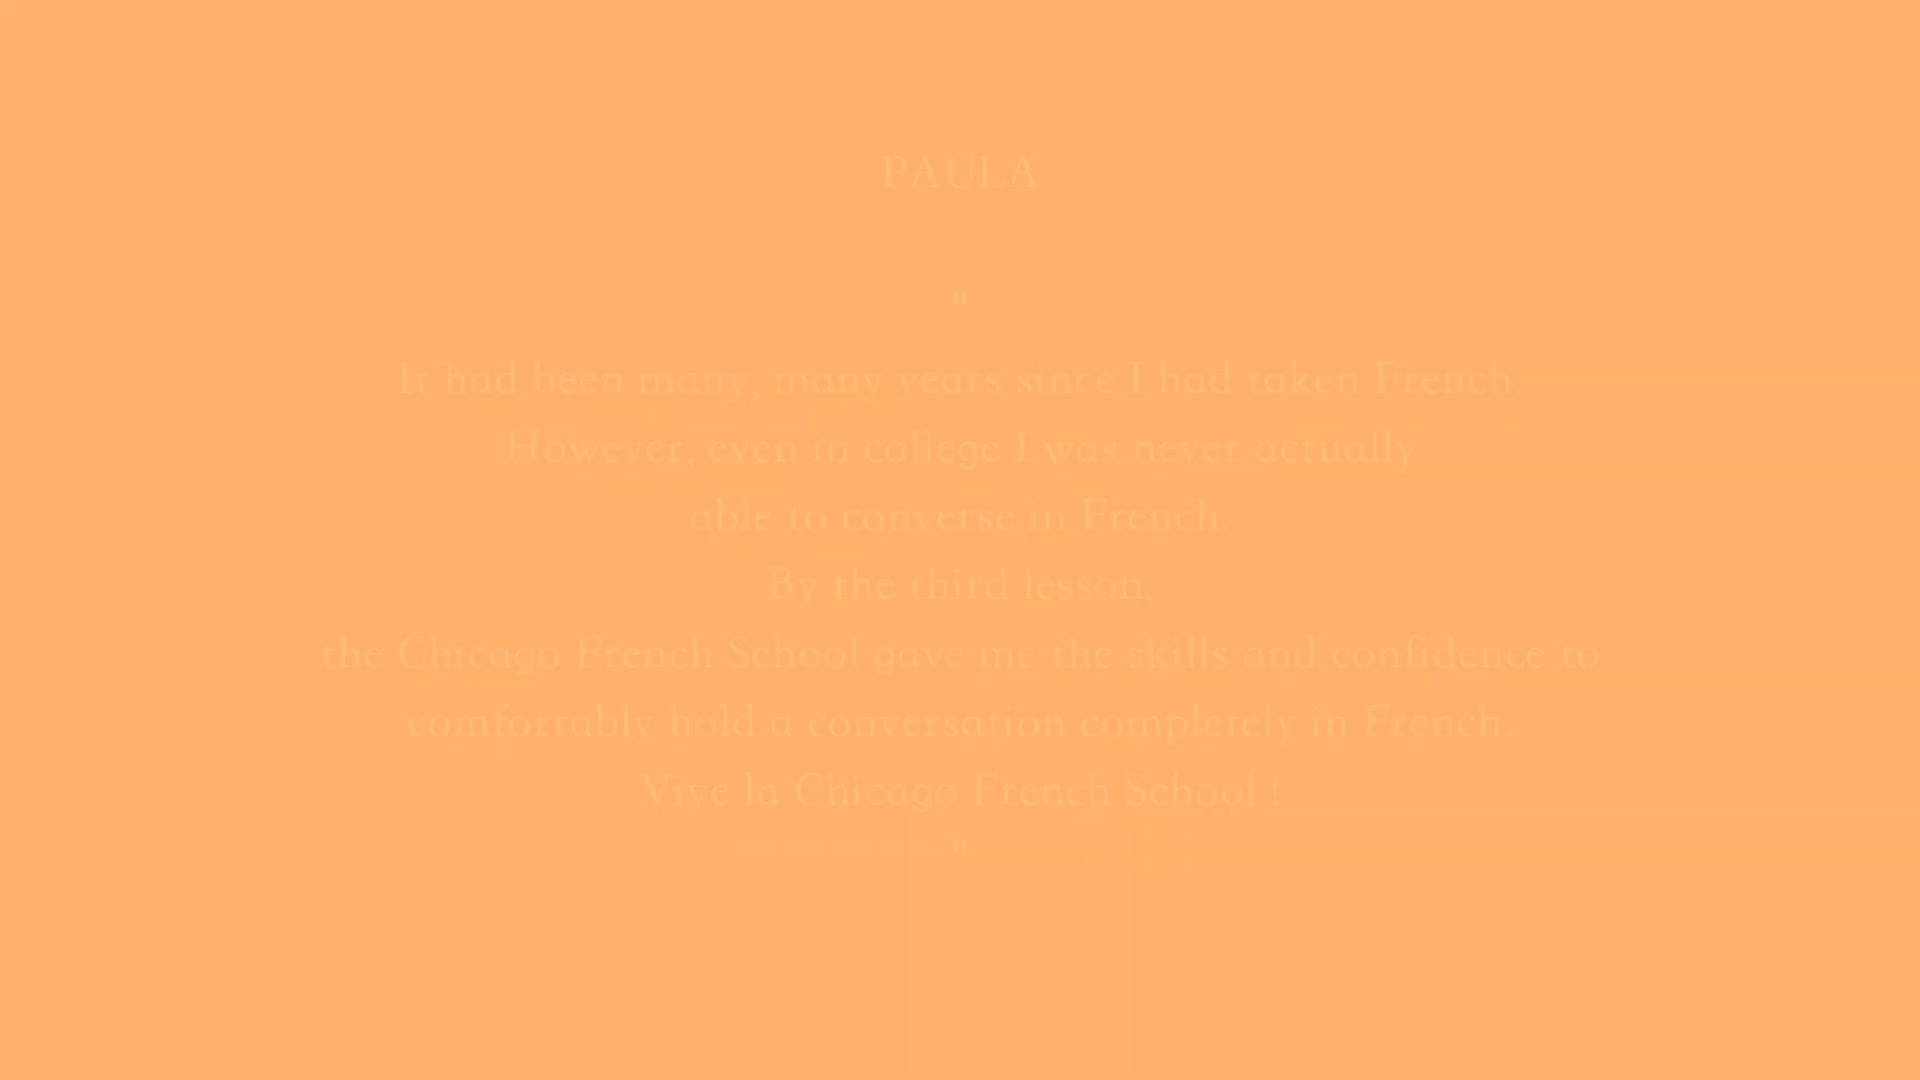 PAULA
"
It had been many, many years since I had taken French.
However, even in college I was never actually
able to converse in French.
By the third lesson,
the Chicago French School gave me the skills and confidence to
comfortably hold a conversation completely in French.
Vive la Chicago French School !
"